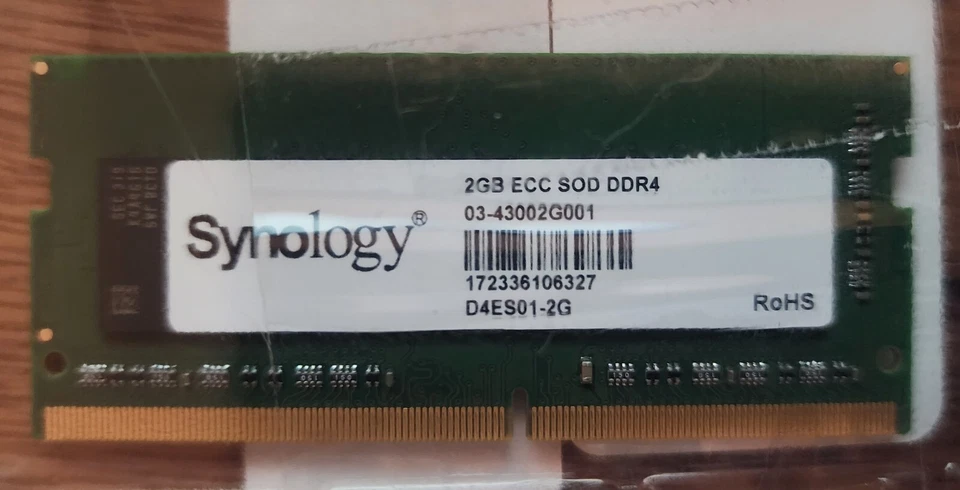 2GB ECC SOD DDR4
03-43002G001
Synology®
172336106327
D4ES01-2G
RoHS